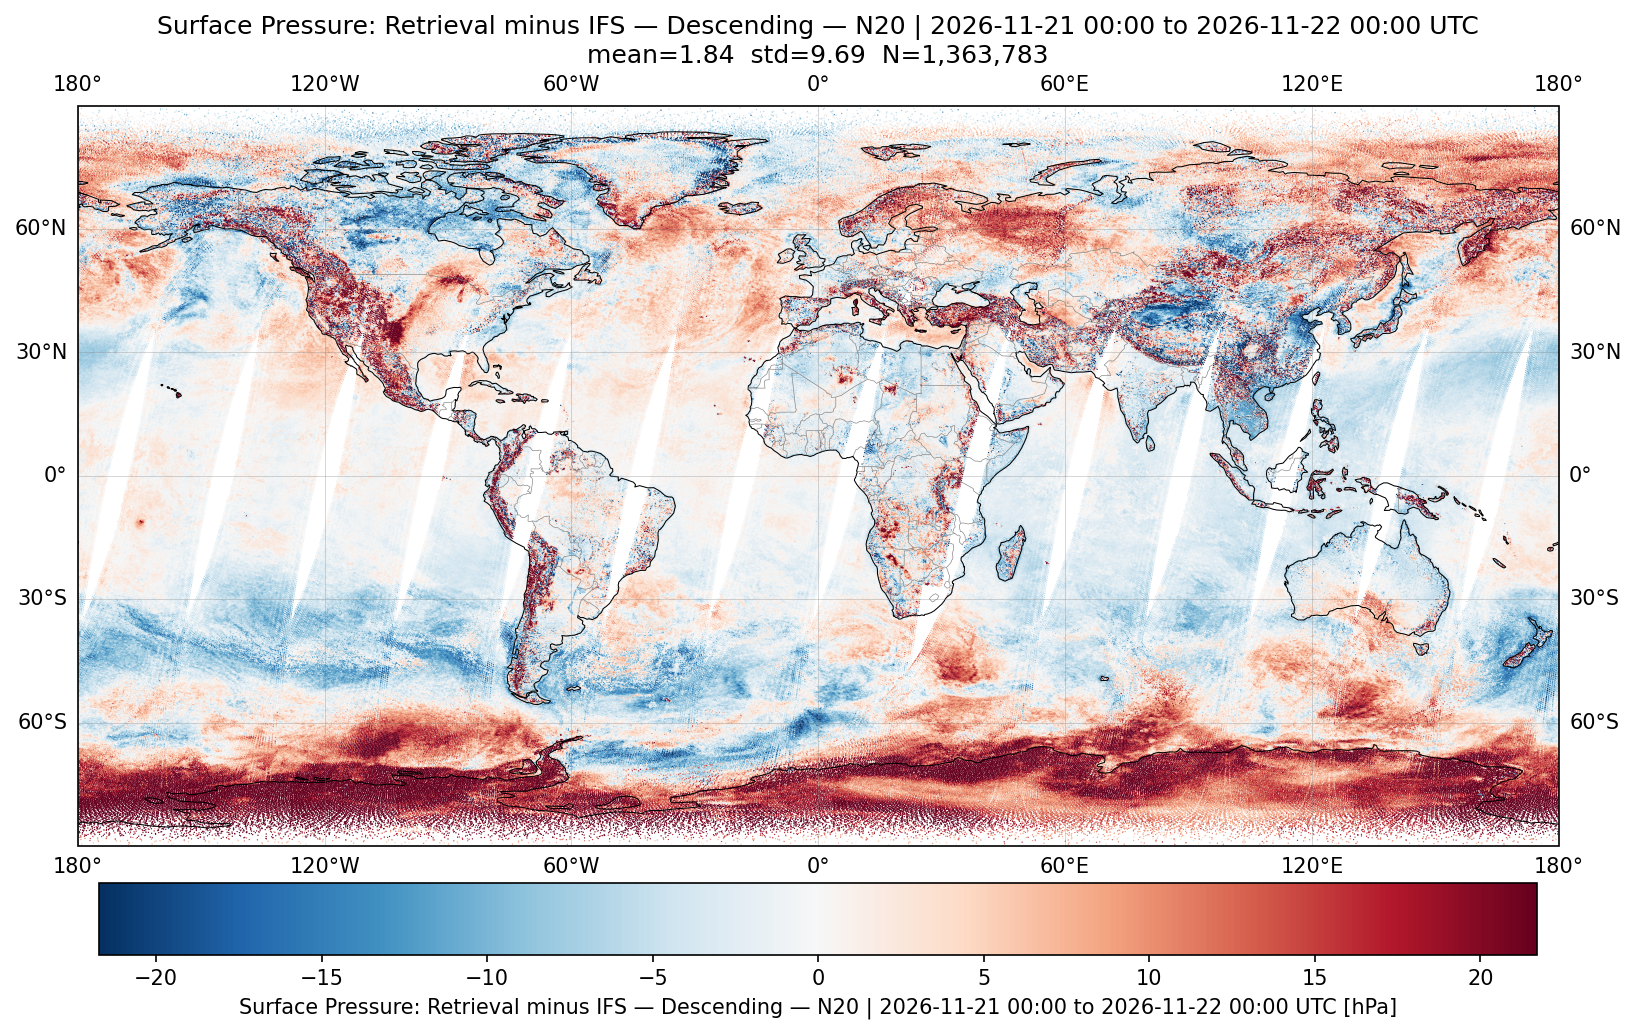 Surface Pressure: Retrieval minus IFS — Descending — N20 | 2026-11-21 00:00 to 2026-11-22 00:00 UTC
mean=1.84  std=9.69  N=1,363,783
180° 120°W 60°W 0° 60°E 120°E 180°
60°N 60°N
30°N 30°N
0° 0°
30°S 30°S
60°S 60°S
180° 120°W 60°W 0° 60°E 120°E 180°
−20 −15 −10 −5 0 5 10 15 20
Surface Pressure: Retrieval minus IFS — Descending — N20 | 2026-11-21 00:00 to 2026-11-22 00:00 UTC [hPa]